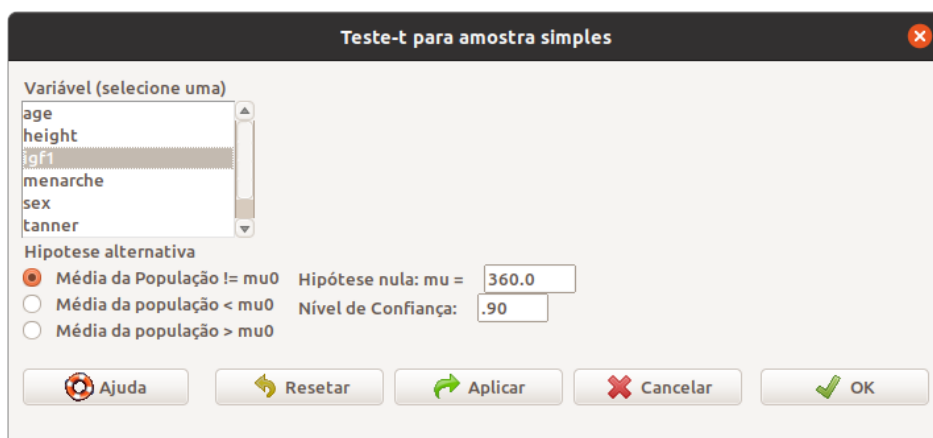 Teste-t para amostra simples
Variável (selecione uma)
age
height
igf1
menarche
sex
tanner
Hipotese alternativa
Média da População != mu0
Média da população < mu0
Média da população > mu0
Hipótese nula: mu = 360.0
Nível de Confiança: .90
Ajuda
Resetar
Aplicar
Cancelar
OK